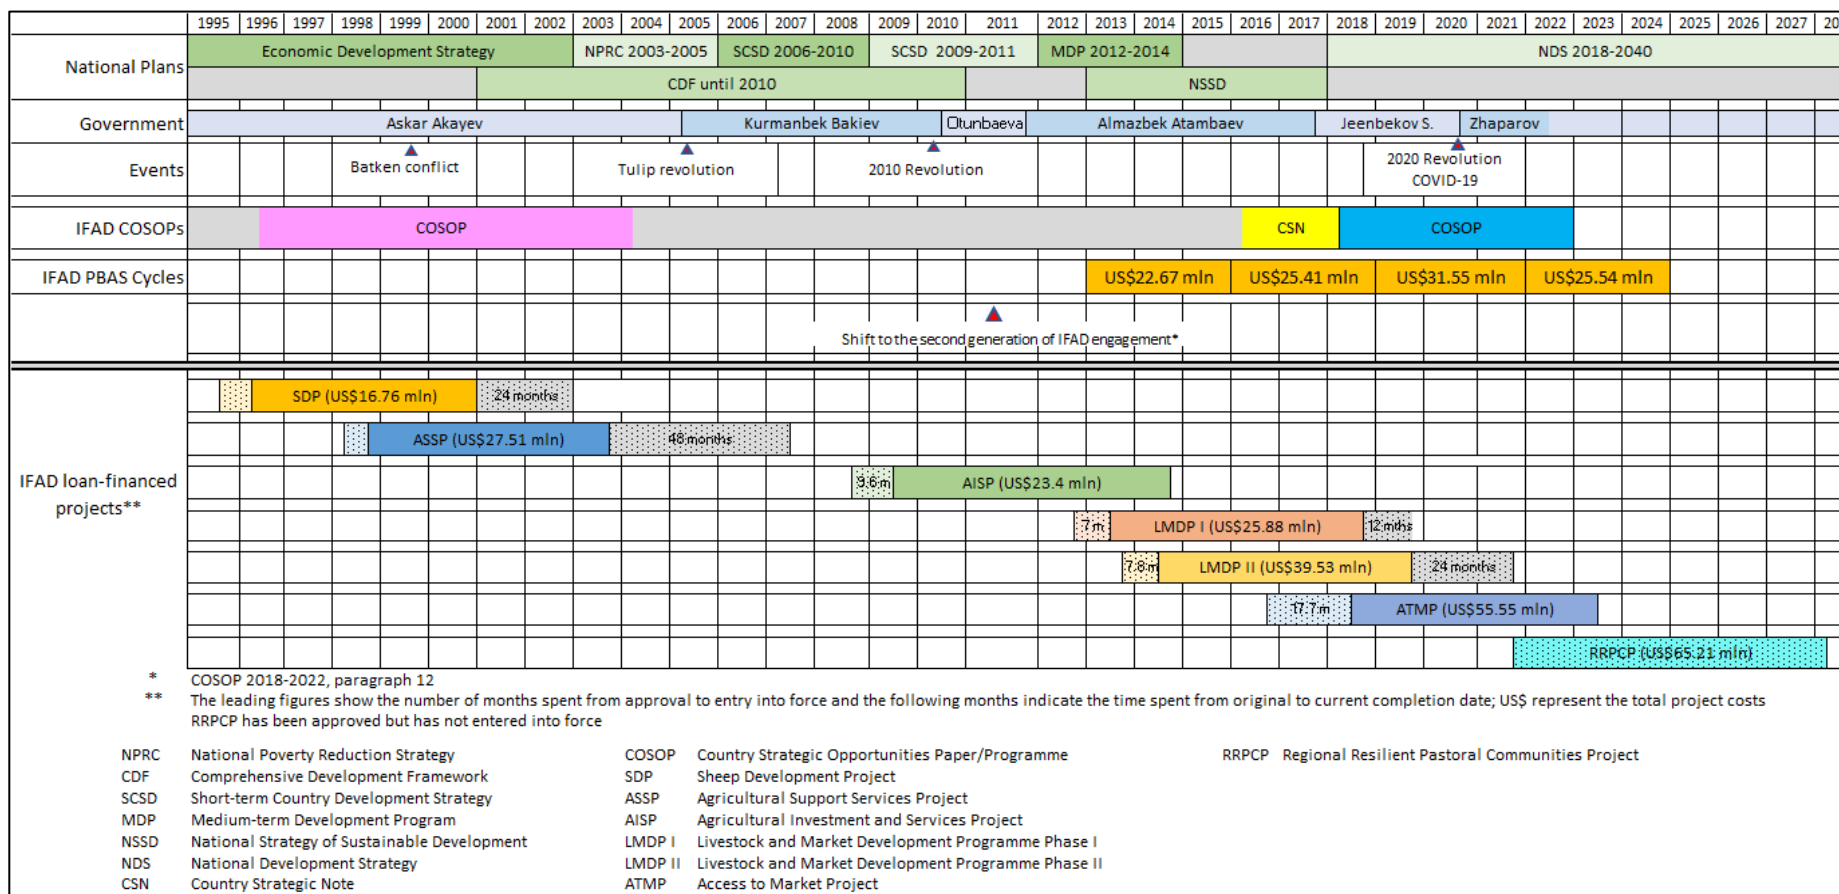 1995 1996 1997 1998 1999 2000 2001 2002 2003 2004 2005 2006 2007 2008 2009 2010 2011 2012 2013 2014 2015 2016 2017 2018 2019 2020 2021 2022 2023 2024 2025 2026 2027 20
National Plans
Economic Development Strategy NPRC 2003-2005 SCSD 2006-2010 SCSD 2009-2011 MDP 2012-2014 NDS 2018-2040
CDF until 2010 NSSD
Government Askar Akayev Kurmanbek Bakiev Otunbaeva Almazbek Atambaev Jeenbekov S. Zhaparov
Events Batken conflict Tulip revolution 2010 Revolution 2020 Revolution
COVID-19
IFAD COSOPs COSOP CSN COSOP
IFAD PBAS Cycles US$22.67 mln US$25.41 mln US$31.55 mln US$25.54 mln
Shift to the second generation of IFAD engagement*
IFAD loan-financed
projects**
SDP (US$16.76 mln) 24 months
ASSP (US$27.51 mln) 48 months
9.6 m AISP (US$23.4 mln)
7 m LMDP I (US$25.88 mln) 12 mths
7.8 m LMDP II (US$39.53 mln) 24 months
17.7 m ATMP (US$55.55 mln)
RRPCP (US$65.21 mln)
* COSOP 2018-2022, paragraph 12
** The leading figures show the number of months spent from approval to entry into force and the following months indicate the time spent from original to current completion date; US$ represent the total project costs
RRPCP has been approved but has not entered into force
NPRC National Poverty Reduction Strategy
CDF Comprehensive Development Framework
SCSD Short-term Country Development Strategy
MDP Medium-term Development Program
NSSD National Strategy of Sustainable Development
NDS National Development Strategy
CSN Country Strategic Note
COSOP Country Strategic Opportunities Paper/Programme
SDP Sheep Development Project
ASSP Agricultural Support Services Project
AISP Agricultural Investment and Services Project
LMDP I Livestock and Market Development Programme Phase I
LMDP II Livestock and Market Development Programme Phase II
ATMP Access to Market Project
RRPCP Regional Resilient Pastoral Communities Project